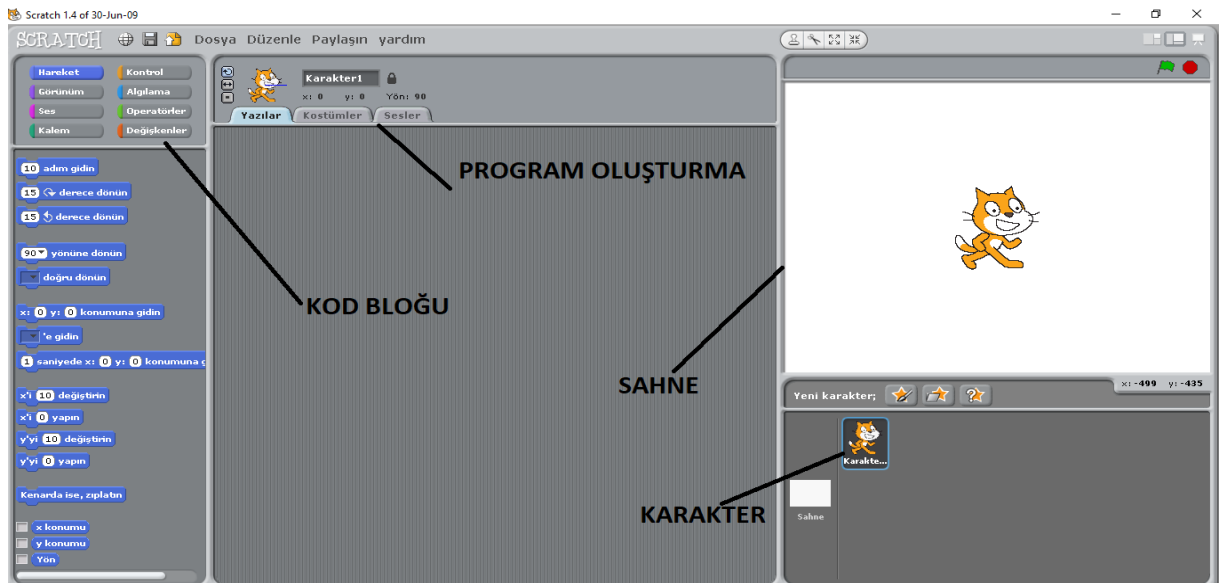 Scratch 1.4 of 30-Jun-09
SCRATCH Dosya Düzenle Paylaşın yardım
Hareket Kontrol
Görünüm Algılama
Ses Operatörler
Kalem Değişkenler
Karakter1
x: 0 y: 0 Yön: 90
Yazılar Kostümler Sesler
10 adım gidin
15 derece dönün
15 derece dönün
90 yönüne dönün
doğru dönün
x: 0 y: 0 konumuna gidin
'e gidin
1 saniyede x: 0 y: 0 konumuna g
x'i 10 değiştirin
x'i 0 yapın
y'yi 10 değiştirin
y'yi 0 yapın
Kenarda ise, zıplatın
x konumu
y konumu
Yön
PROGRAM OLUŞTURMA
KOD BLOĞU
SAHNE
KARAKTER
x: -499 y: -435
Yeni karakter;
Karakte...
Sahne